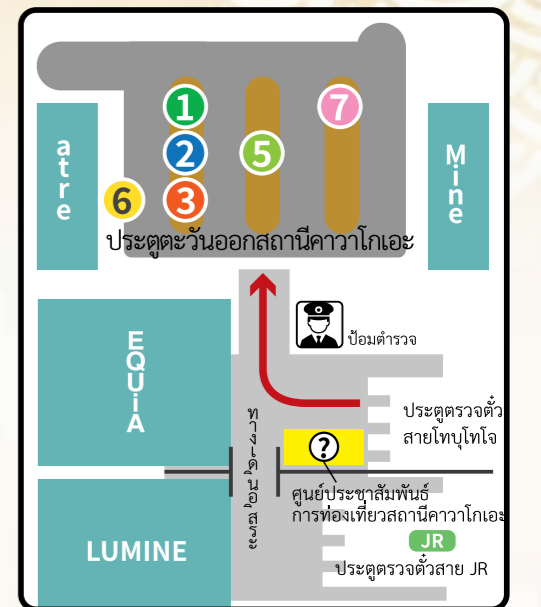 1
7
2
5
6
3
atre
Mine
ประตูตะวันออกสถานีคาวาโกเอะ
ป้อมตำรวจ
EQUiA
ประตูตรวจตั๋ว
สายโทบุโทโจ
ทางเดินอิสระ
?
ศูนย์ประชาสัมพันธ์
การท่องเที่ยวสถานีคาวาโกเอะ
JR
ประตูตรวจตั๋วสาย JR
LUMINE